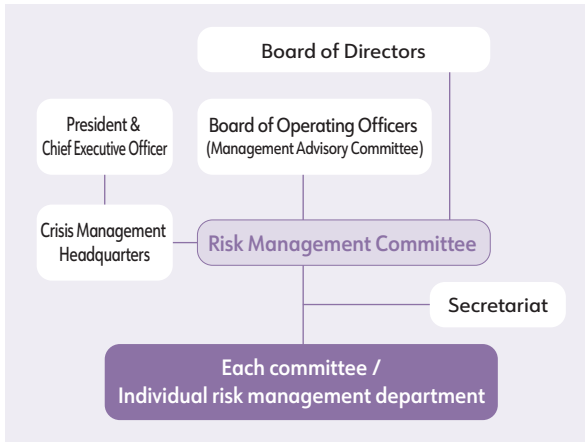 Board of Directors
President &
Chief Executive Officer
Board of Operating Officers
(Management Advisory Committee)
Crisis Management
Headquarters
Risk Management Committee
Secretariat
Each committee /
Individual risk management department